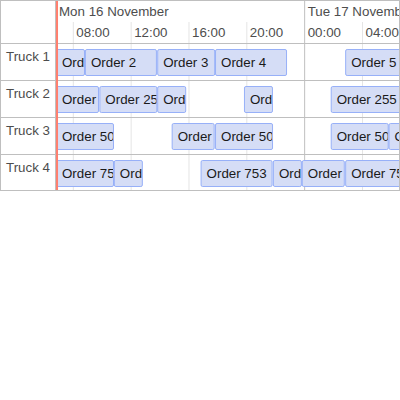 Mon 16 November Tue 17 Novemb
08:00 12:00 16:00 20:00 00:00 04:00
Truck 1 Ord Order 2 Order 3 Order 4 Order 5
Truck 2 Order Order 25 Ord Ord Order 255
Truck 3 Order 50 Order Order 50 Order 50
Truck 4 Order 75 Ord Order 753 Ord Order Order 75